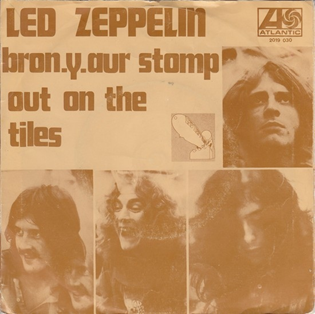 LED ZEPPELIN
bron.y.aur stomp
out on the
tiles
ATLANTIC